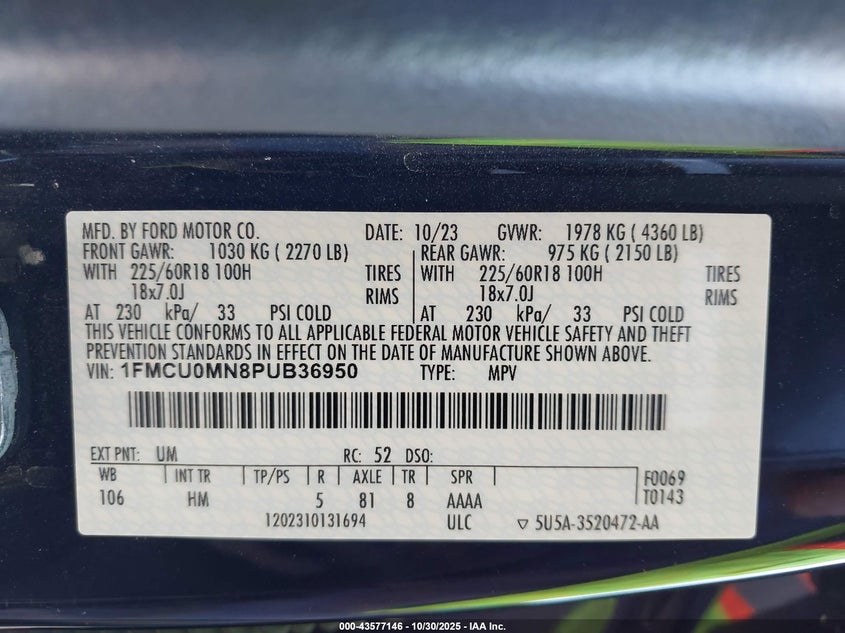 MFD. BY FORD MOTOR CO. DATE: 10/23 GVWR: 1978 KG ( 4360 LB)
FRONT GAWR: 1030 KG ( 2270 LB) REAR GAWR: 975 KG ( 2150 LB)
WITH 225/60R18 100H TIRES WITH 225/60R18 100H TIRES
18x7.0J RIMS 18x7.0J RIMS
AT 230 kPa/ 33 PSI COLD AT 230 kPa/ 33 PSI COLD
THIS VEHICLE CONFORMS TO ALL APPLICABLE FEDERAL MOTOR VEHICLE SAFETY AND THEFT
PREVENTION STANDARDS IN EFFECT ON THE DATE OF MANUFACTURE SHOWN ABOVE.
VIN: 1FMCU0MN8PUB36950 TYPE: MPV
EXT PNT: UM RC: 52 DSO:
WB INT TR TP/PS R AXLE TR SPR F0069
106 HM 5 81 8 AAAA T0143
1202310131694 ULC ▽ 5U5A-3520472-AA
000-43577146 - 10/30/2025 - IAA Inc.